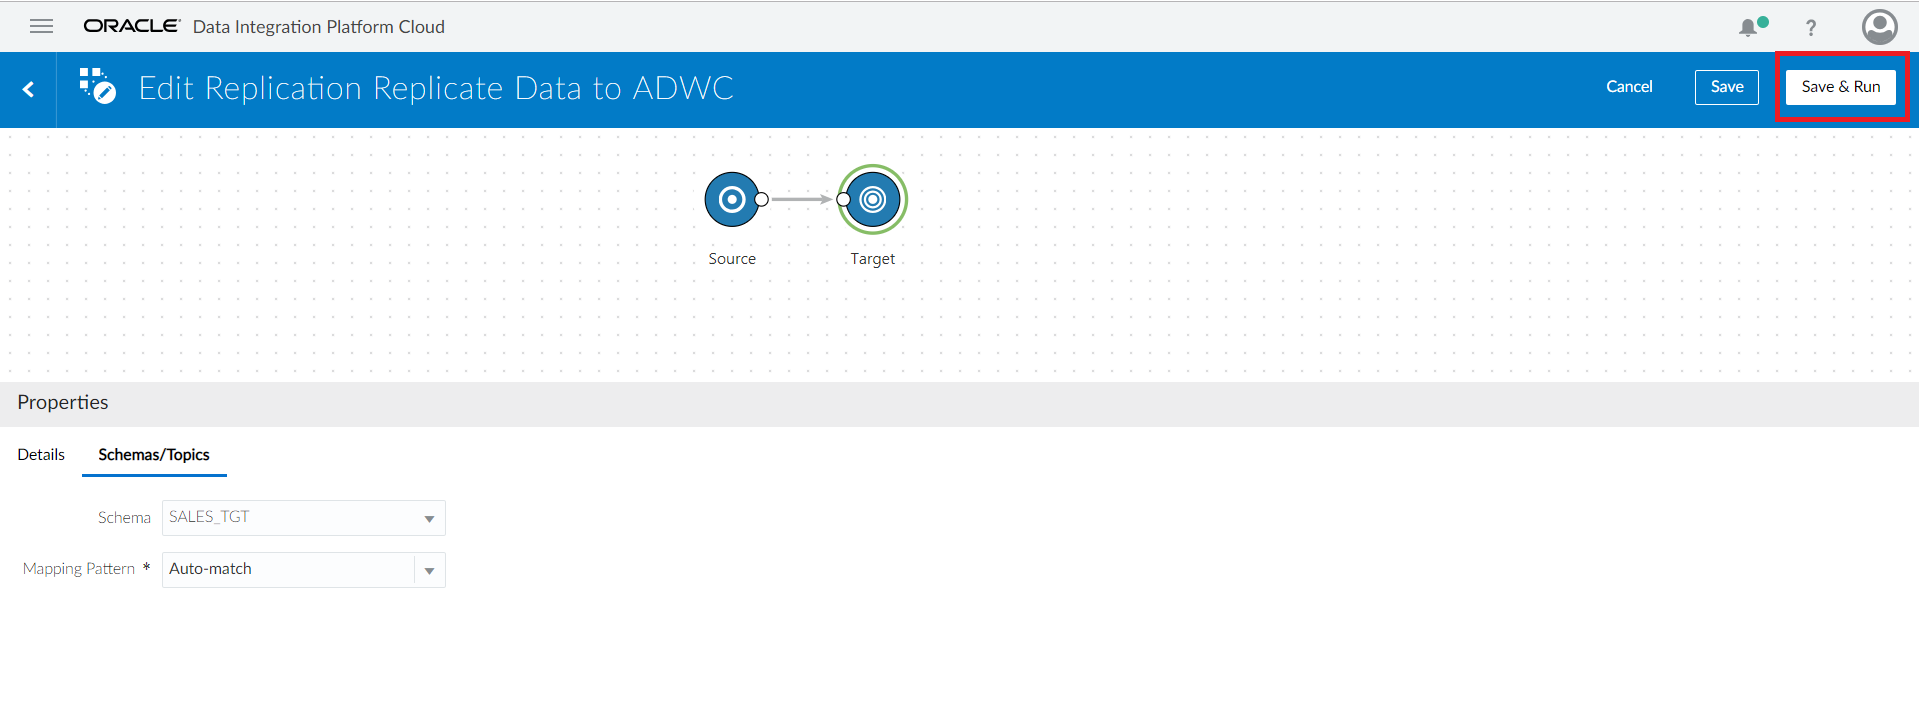 ORACLE Data Integration Platform Cloud
?
Edit Replication Replicate Data to ADWC
Cancel Save Save & Run
Source Target
Properties
Details Schemas/Topics
Schema SALES_TGT
Mapping Pattern * Auto-match